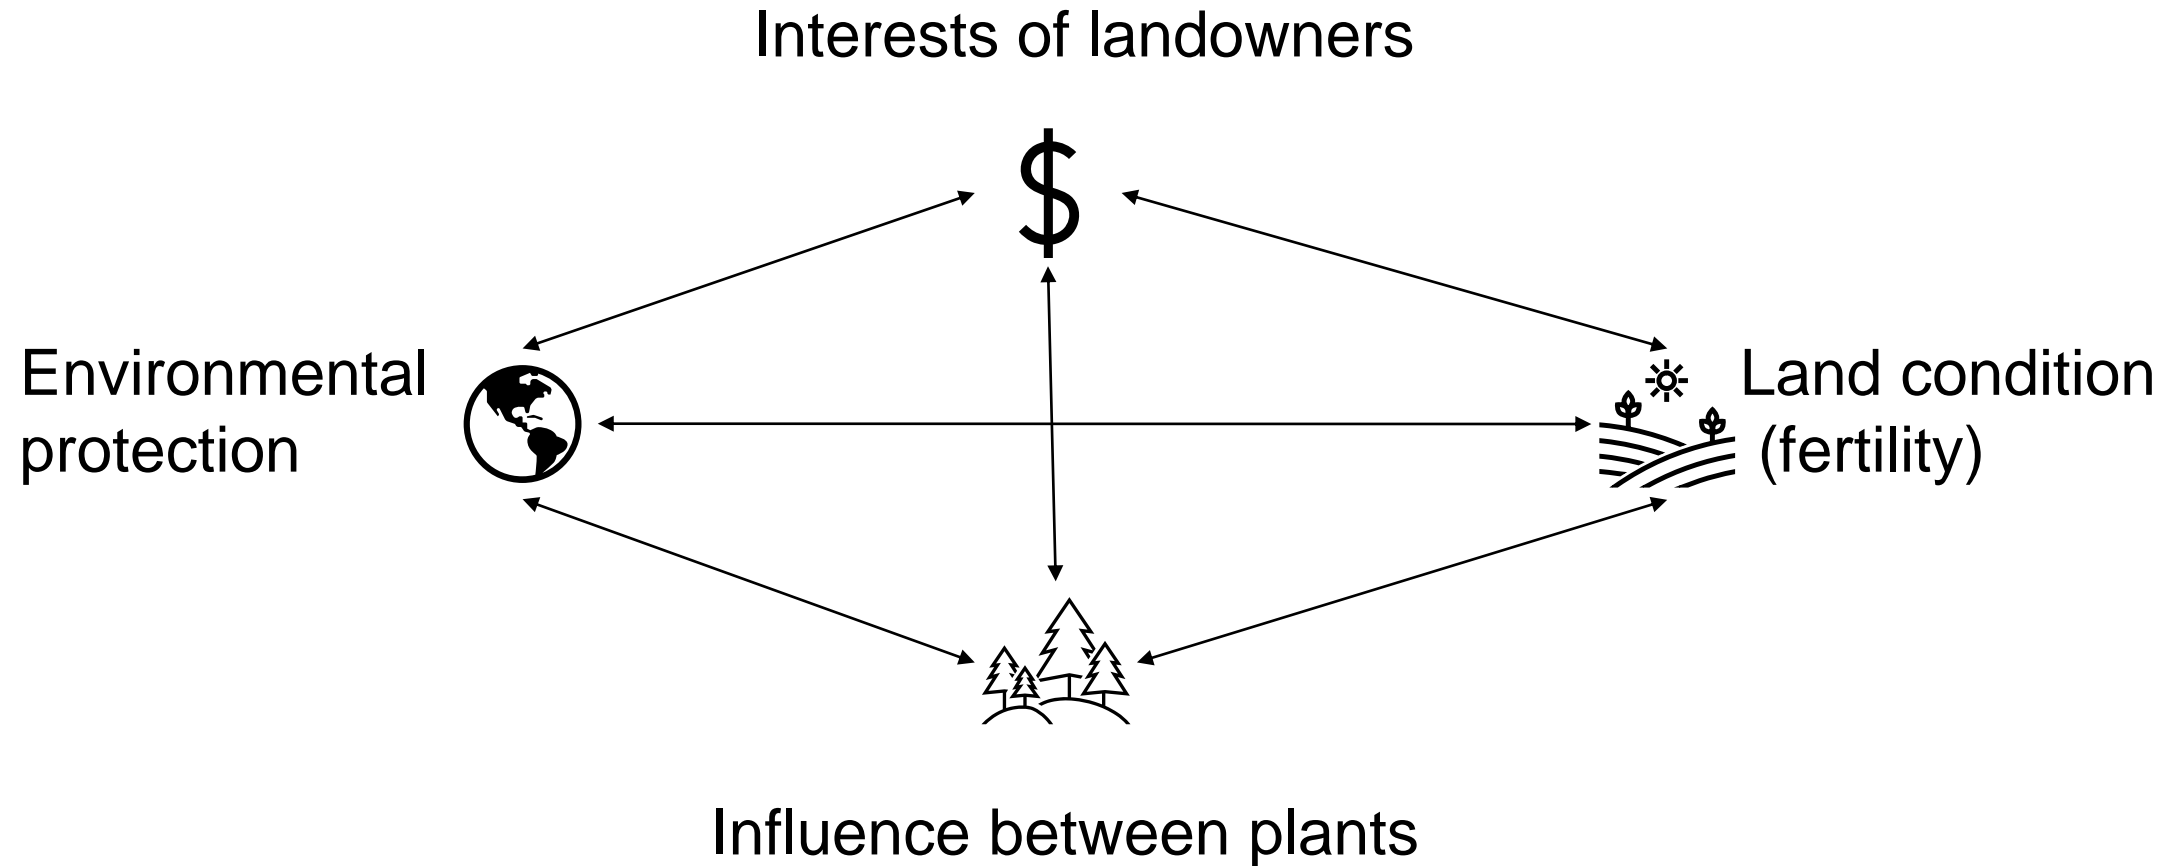 Interests of landowners
$
Environmental
protection
Land condition
(fertility)
Influence between plants